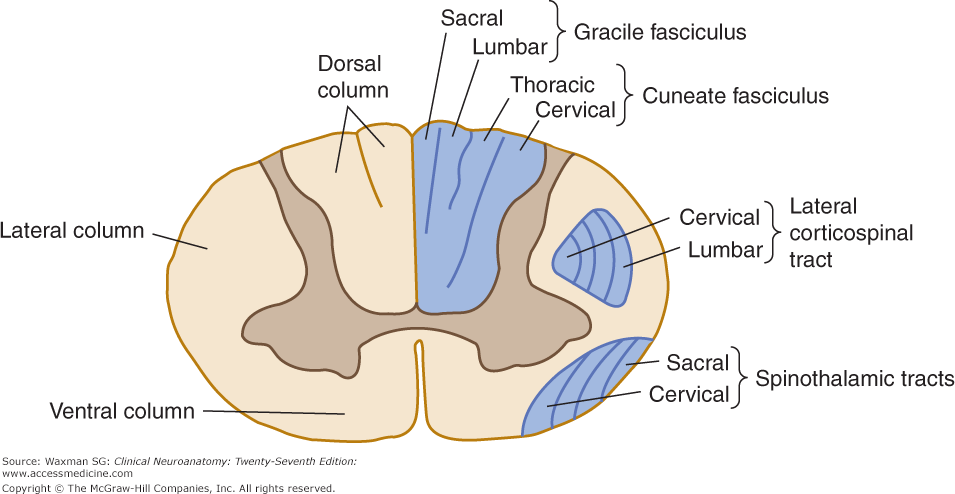 Sacral
Lumbar
Gracile fasciculus
Dorsal
column
Thoracic
Cervical
Cuneate fasciculus
Lateral column
Cervical
Lumbar
Lateral
corticospinal
tract
Sacral
Cervical
Spinothalamic tracts
Ventral column
Source: Waxman SG: Clinical Neuroanatomy: Twenty-Seventh Edition:
www.accessmedicine.com
Copyright © The McGraw-Hill Companies, Inc. All rights reserved.